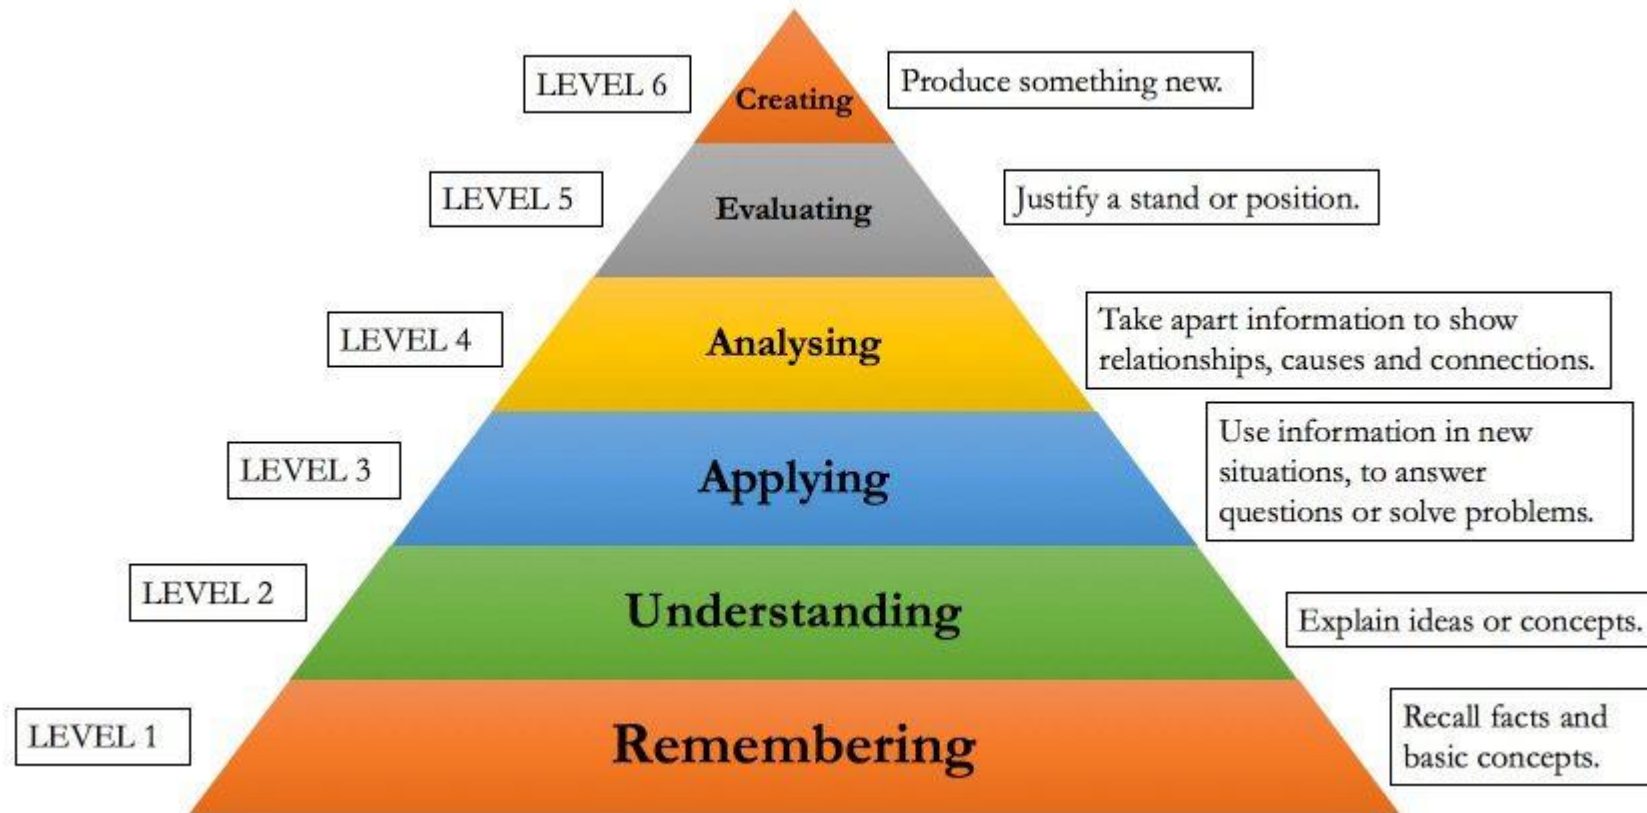 LEVEL 6
Creating
Produce something new.
LEVEL 5
Evaluating
Justify a stand or position.
LEVEL 4
Analysing
Take apart information to show
relationships, causes and connections.
LEVEL 3
Applying
Use information in new
situations, to answer
questions or solve problems.
LEVEL 2
Understanding
Explain ideas or concepts.
LEVEL 1
Remembering
Recall facts and
basic concepts.